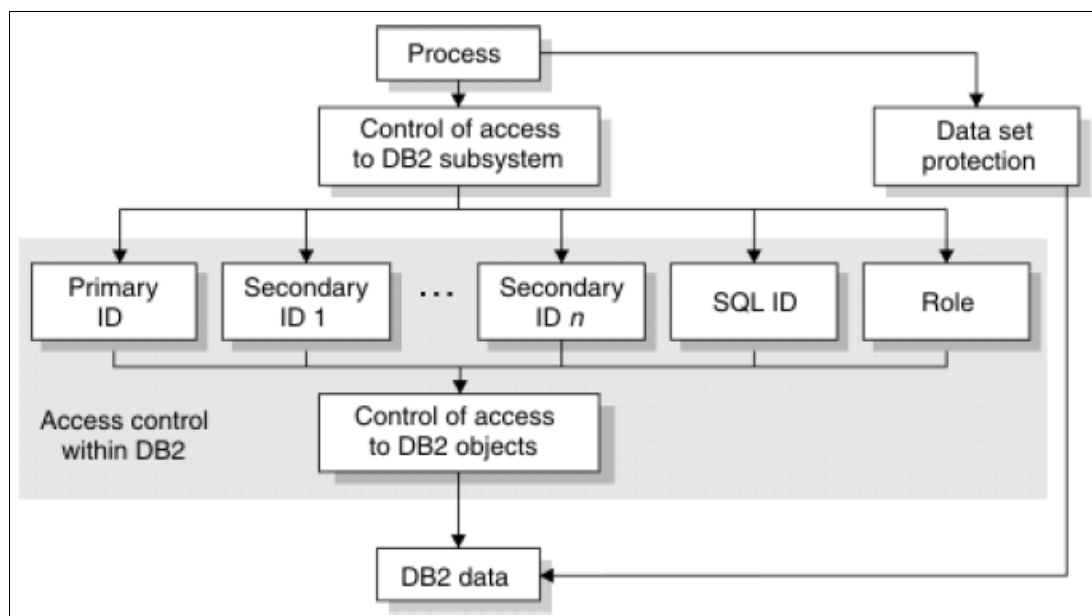 Process
Control of access
to DB2 subsystem
Data set
protection
Primary
ID
Secondary
ID 1
...
Secondary
ID n
SQL ID
Role
Access control
within DB2
Control of access
to DB2 objects
DB2 data